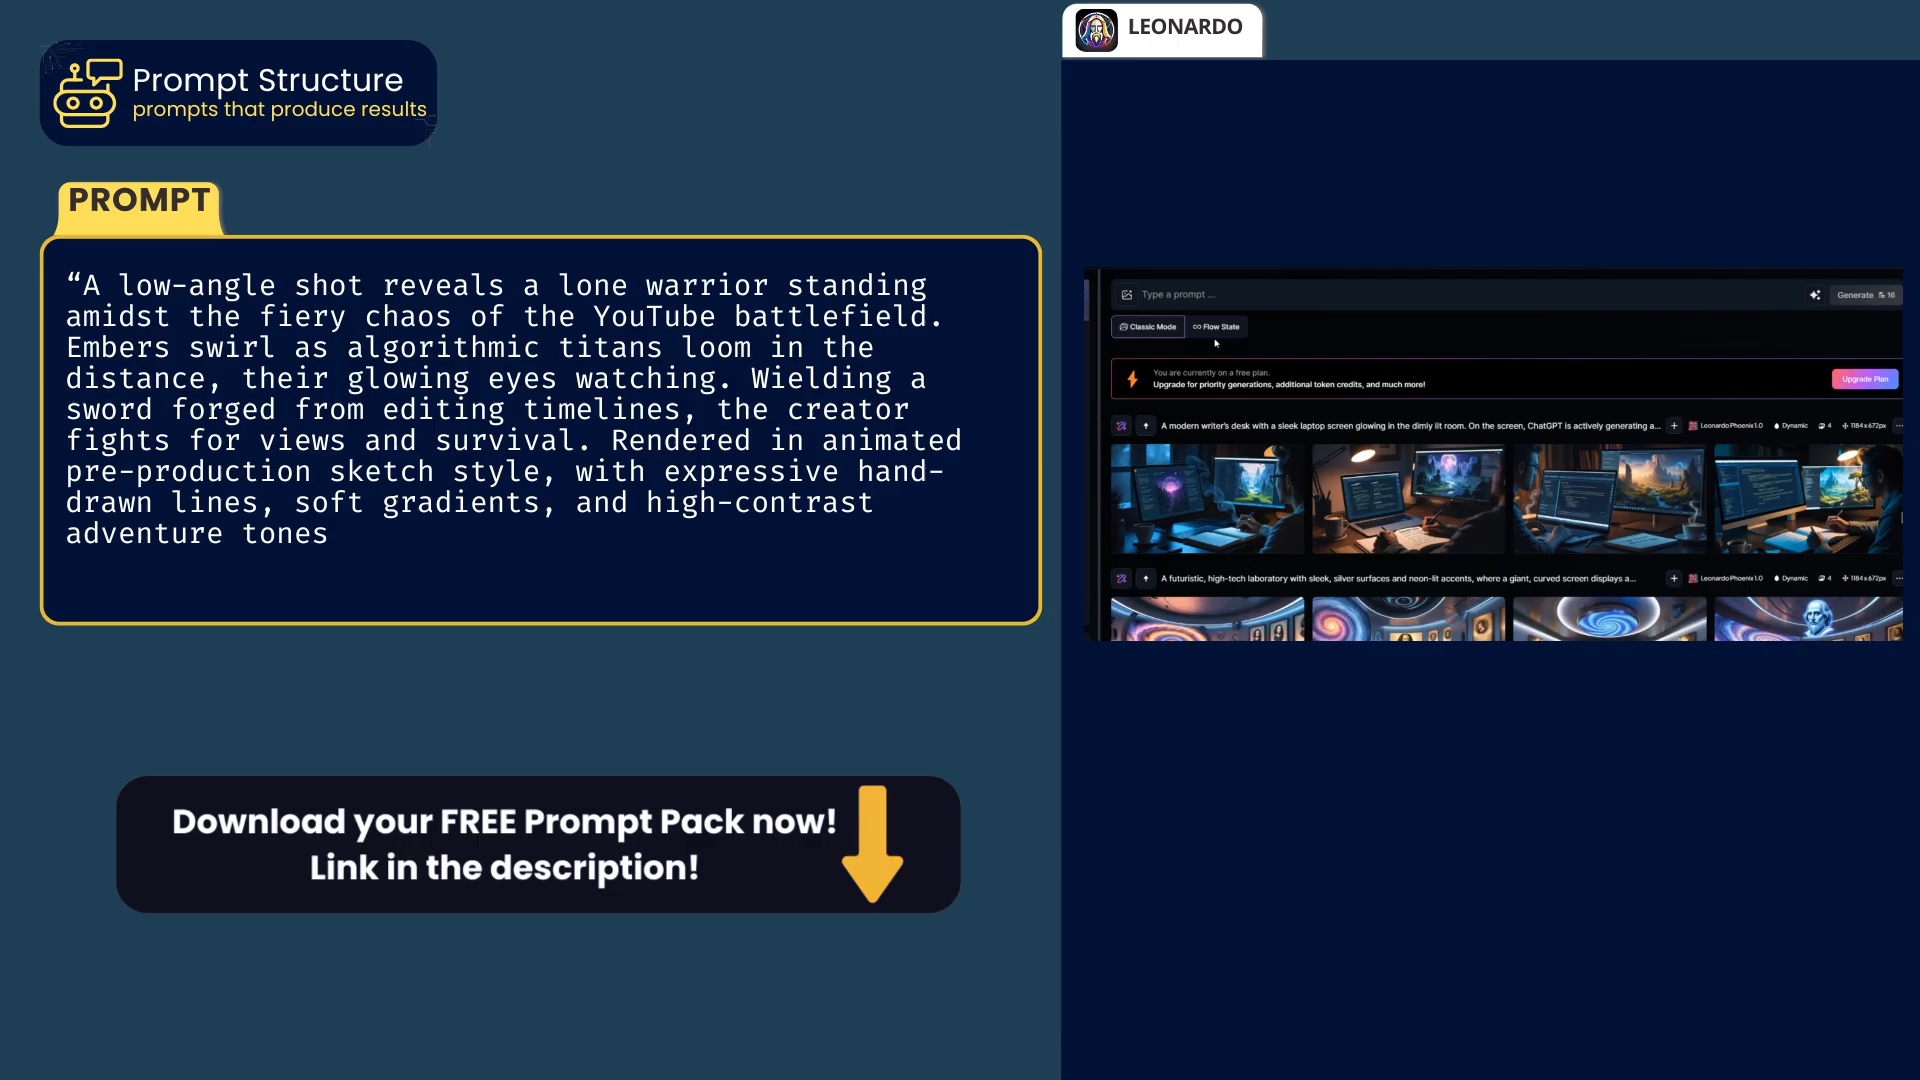 LEONARDO
Prompt Structure
prompts that produce results
PROMPT
“A low-angle shot reveals a lone warrior standing
amidst the fiery chaos of the YouTube battlefield.
Embers swirl as algorithmic titans loom in the
distance, their glowing eyes watching. Wielding a
sword forged from editing timelines, the creator
fights for views and survival. Rendered in animated
pre-production sketch style, with expressive hand-
drawn lines, soft gradients, and high-contrast
adventure tones
Download your FREE Prompt Pack now!
Link in the description!
Type a prompt ...
Generate 16
Classic Mode Flow State
You are currently on a free plan.
Upgrade for priority generations, additional token credits, and much more!
Upgrade Plan
A modern writer's desk with a sleek laptop screen glowing in the dimly lit room. On the screen, ChatGPT is actively generating a... Leonardo Phoenix 1.0 Dynamic 4 1184x672px
A futuristic, high-tech laboratory with sleek, silver surfaces and neon-lit accents, where a giant, curved screen displays a... Leonardo Phoenix 1.0 Dynamic 4 1184x672px